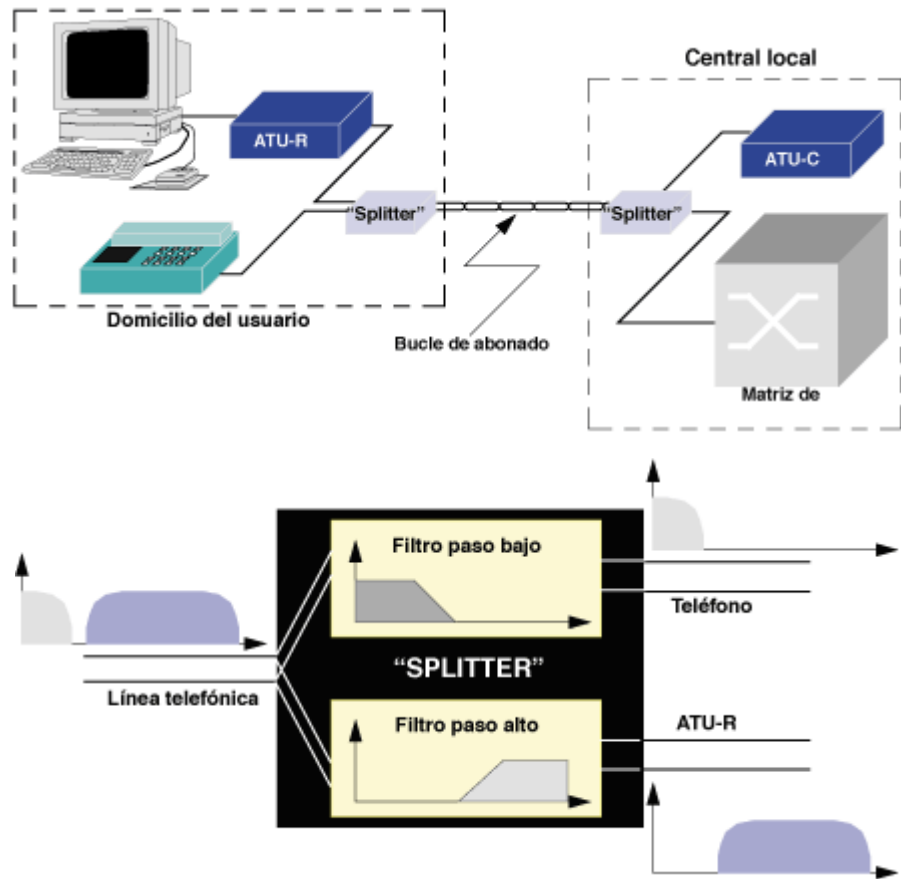 Central local
ATU-R
ATU-C
"Splitter"
"Splitter"
Domicilio del usuario
Bucle de abonado
Matriz de
Filtro paso bajo
Teléfono
"SPLITTER"
Línea telefónica
Filtro paso alto
ATU-R